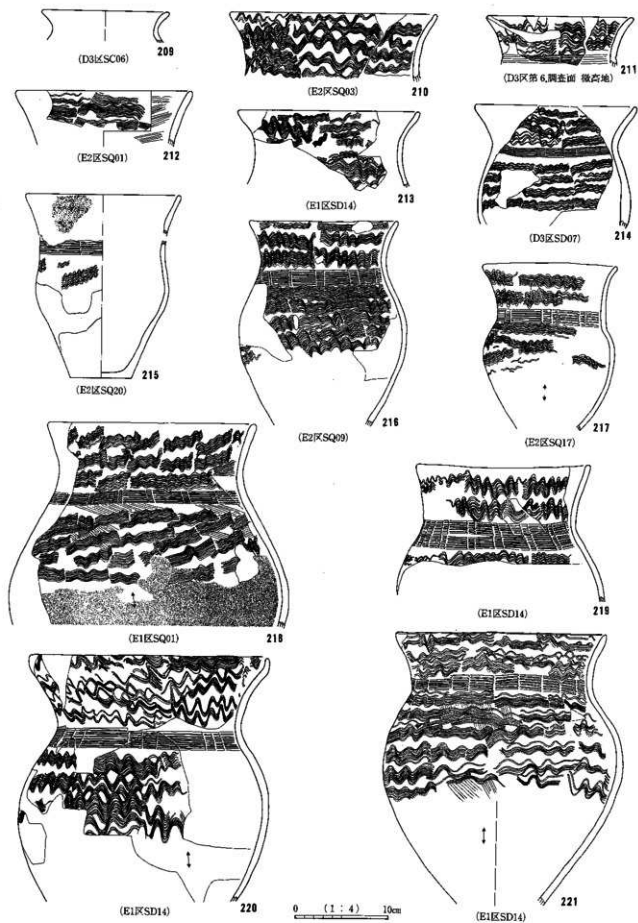 209
(D3区SC06)
210
(E2区SQ03)
211
(D3区第6調査面 微高地)
212
(E2区SQ01)
213
(E1区SD14)
214
(D3区SD07)
215
(E2区SQ20)
216
(E2区SQ09)
217
(E2区SQ17)
218
(E1区SQ01)
219
(E1区SD14)
220
(E1区SD14)
0 (1:4) 10cm
221
(E1区SD14)